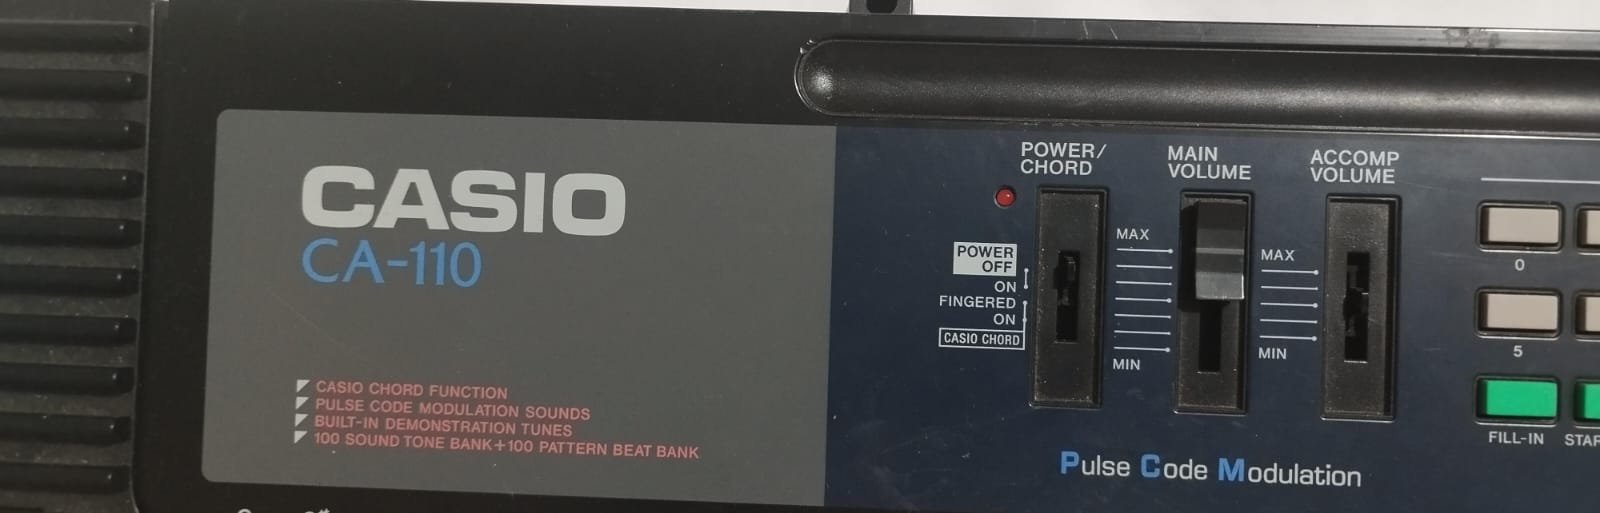 CASIO
CA-110
CASIO CHORD FUNCTION
PULSE CODE MODULATION SOUNDS
BUILT-IN DEMONSTRATION TUNES
100 SOUND TONE BANK+100 PATTERN BEAT BANK
POWER/
CHORD
MAIN
VOLUME
ACCOMP
VOLUME
POWER
OFF
ON
FINGERED
ON
CASIO CHORD
MAX
MIN
MAX
MIN
0
5
FILL-IN
Pulse Code Modulation